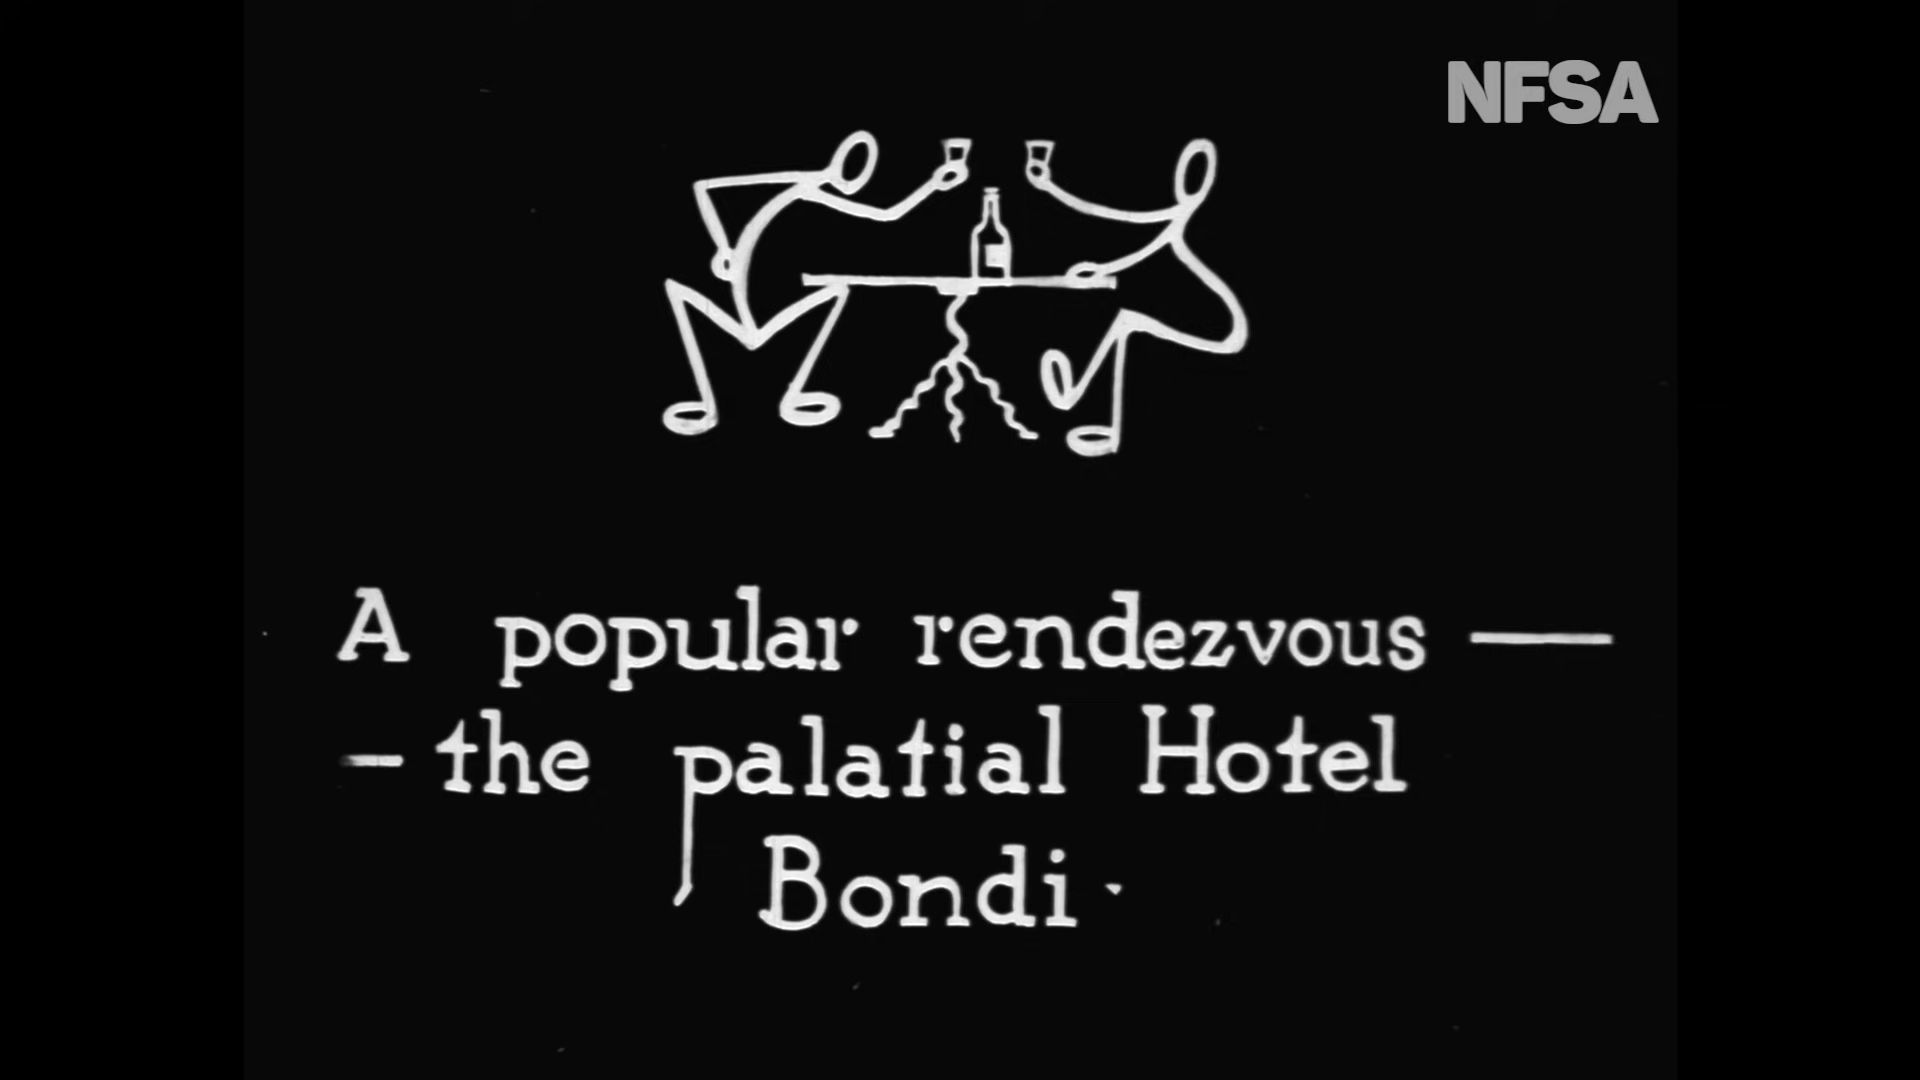 NFSA
A popular rendezvous —
– the palatial Hotel
Bondi.